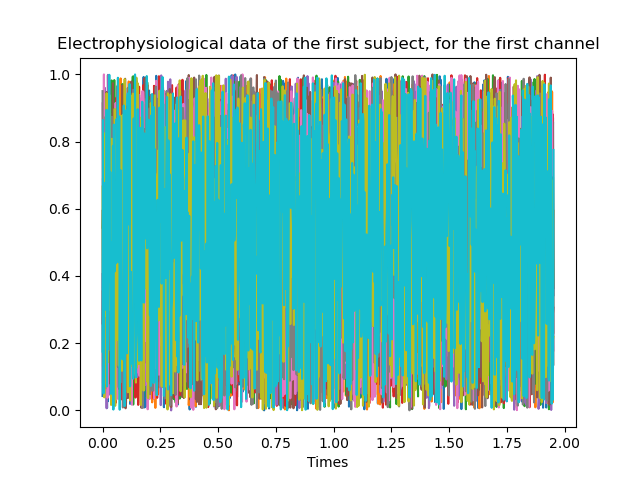 Electrophysiological data of the first subject, for the first channel
1.0
0.8
0.6
0.4
0.2
0.0
0.00 0.25 0.50 0.75 1.00 1.25 1.50 1.75 2.00
Times